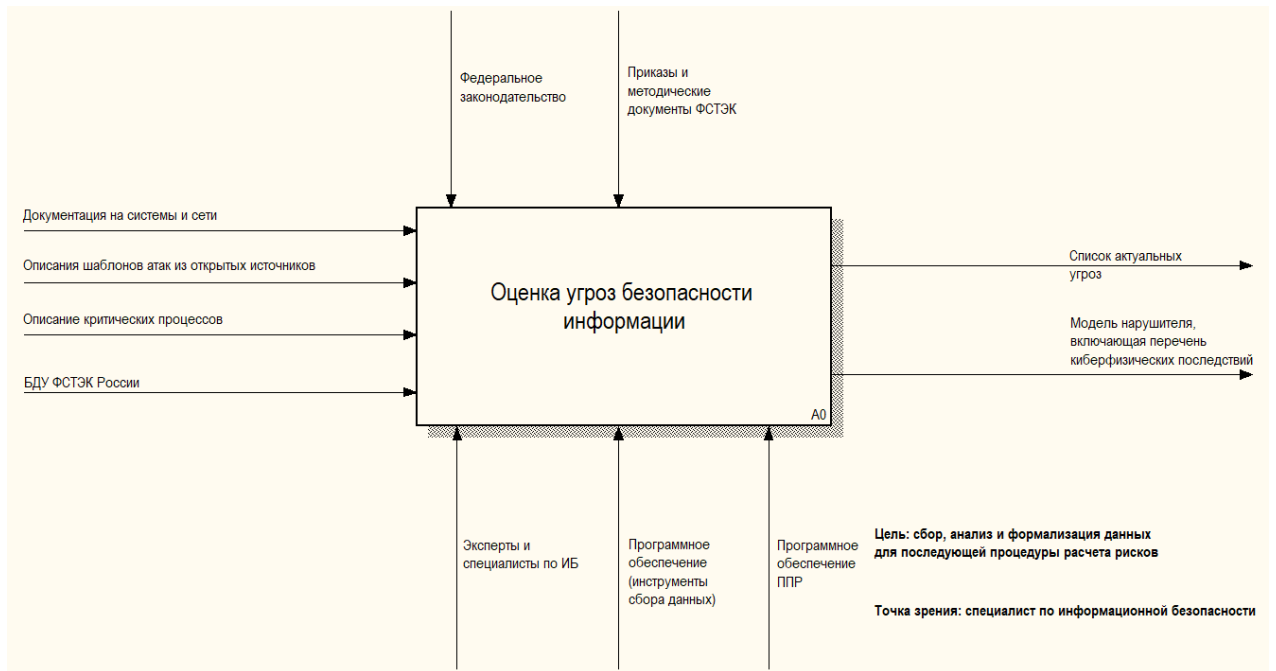 Федеральное
законодательство
Приказы и
методические
документы ФСТЭК
Документация на системы и сети
Описания шаблонов атак из открытых источников
Описание критических процессов
БДУ ФСТЭК России
Оценка угроз безопасности
информации
A0
Список актуальных
угроз
Модель нарушителя,
включающая перечень
киберфизических последствий
Эксперты и
специалисты по ИБ
Программное
обеспечение
(инструменты
сбора данных)
Программное
обеспечение
ППР
Цель: сбор, анализ и формализация данных
для последующей процедуры расчета рисков
Точка зрения: специалист по информационной безопасности